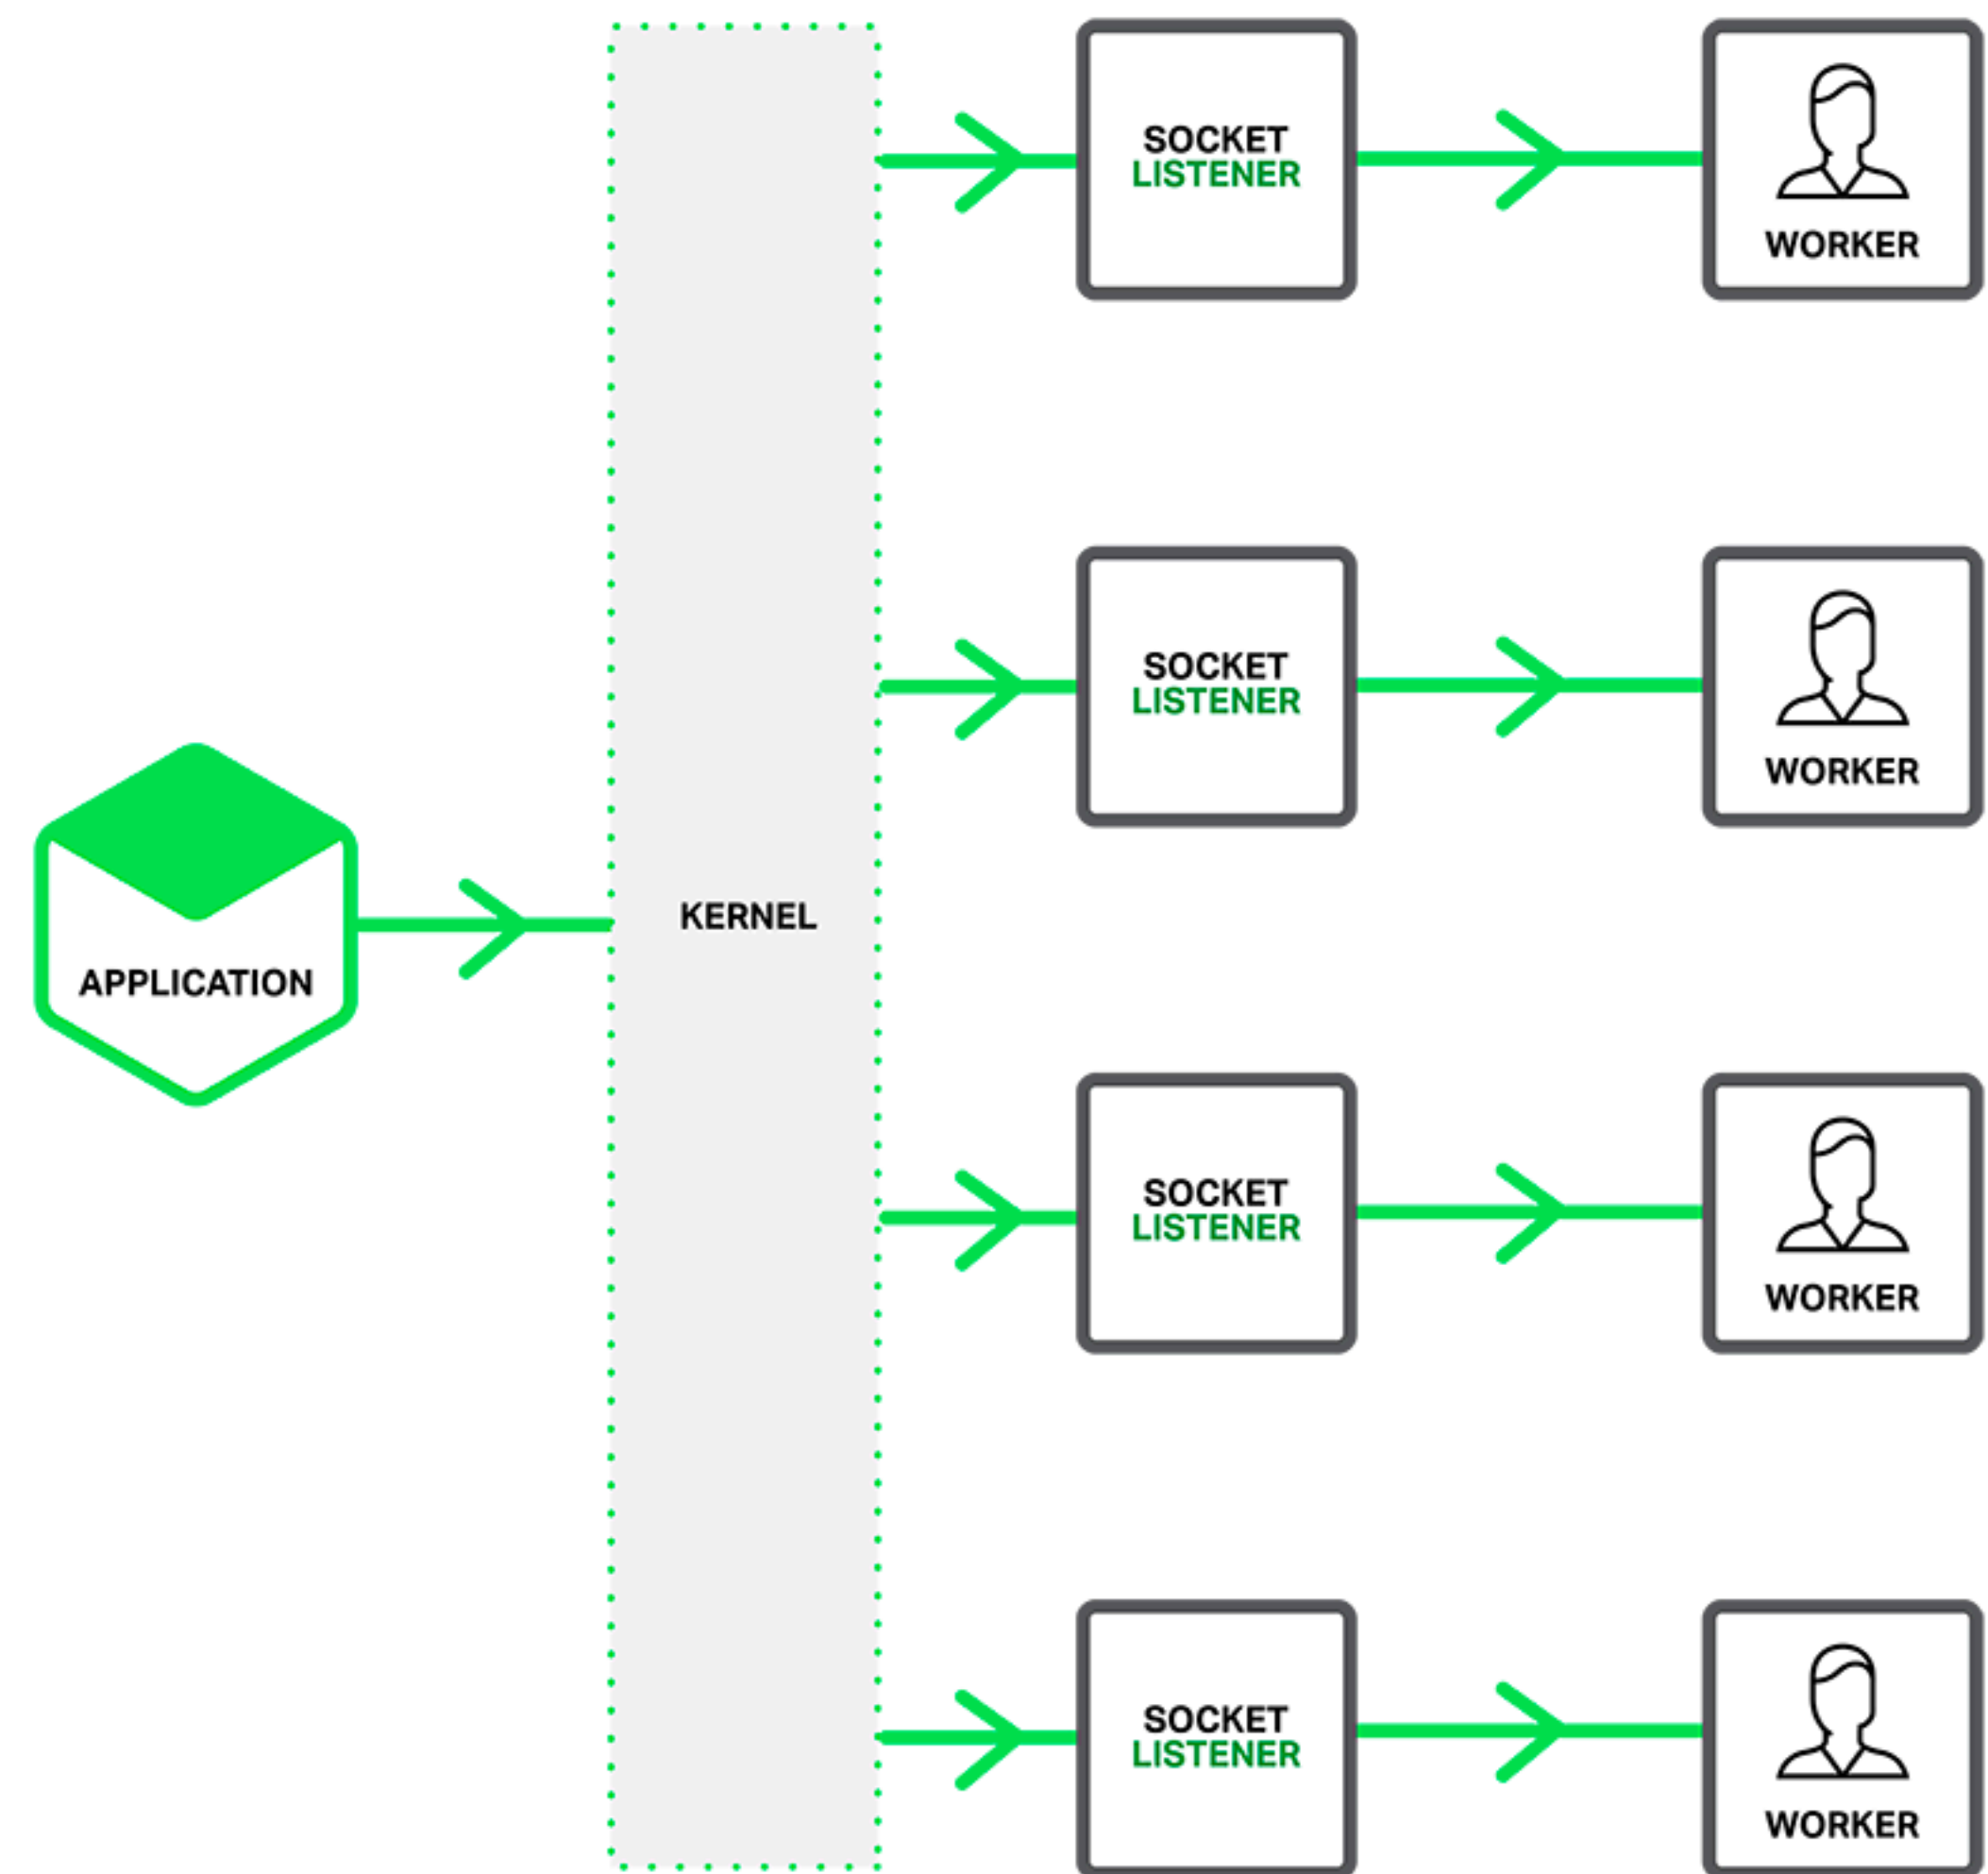 SOCKET
LISTENER
WORKER
SOCKET
LISTENER
WORKER
APPLICATION
KERNEL
SOCKET
LISTENER
WORKER
SOCKET
LISTENER
WORKER